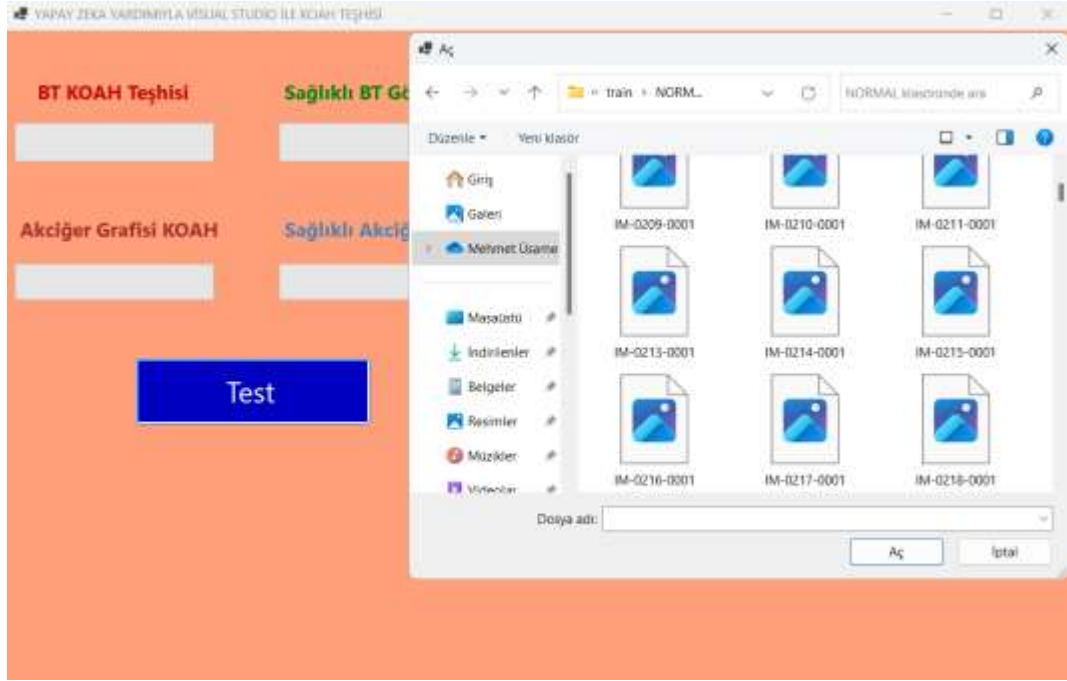 YAPAY ZEKA YARDIMIYLA VISUAL STUDIO ILE KOAH TEŞHİSİ
BT KOAH Teşhisi
Sağlıklı BT Gö
Akciğer Grafisi KOAH
Sağlıklı Akciğ
Test
Aç
train › NORM...
NORMAL klasöründe ara
Düzenle
Yeni klasör
Giriş
Galeri
Mehmet Üsame
Masaüstü
İndirilenler
Belgeler
Resimler
Müzikler
Videolar
IM-0209-0001 IM-0210-0001 IM-0211-0001
IM-0213-0001 IM-0214-0001 IM-0215-0001
IM-0216-0001 IM-0217-0001 IM-0218-0001
Dosya adı:
Aç
İptal